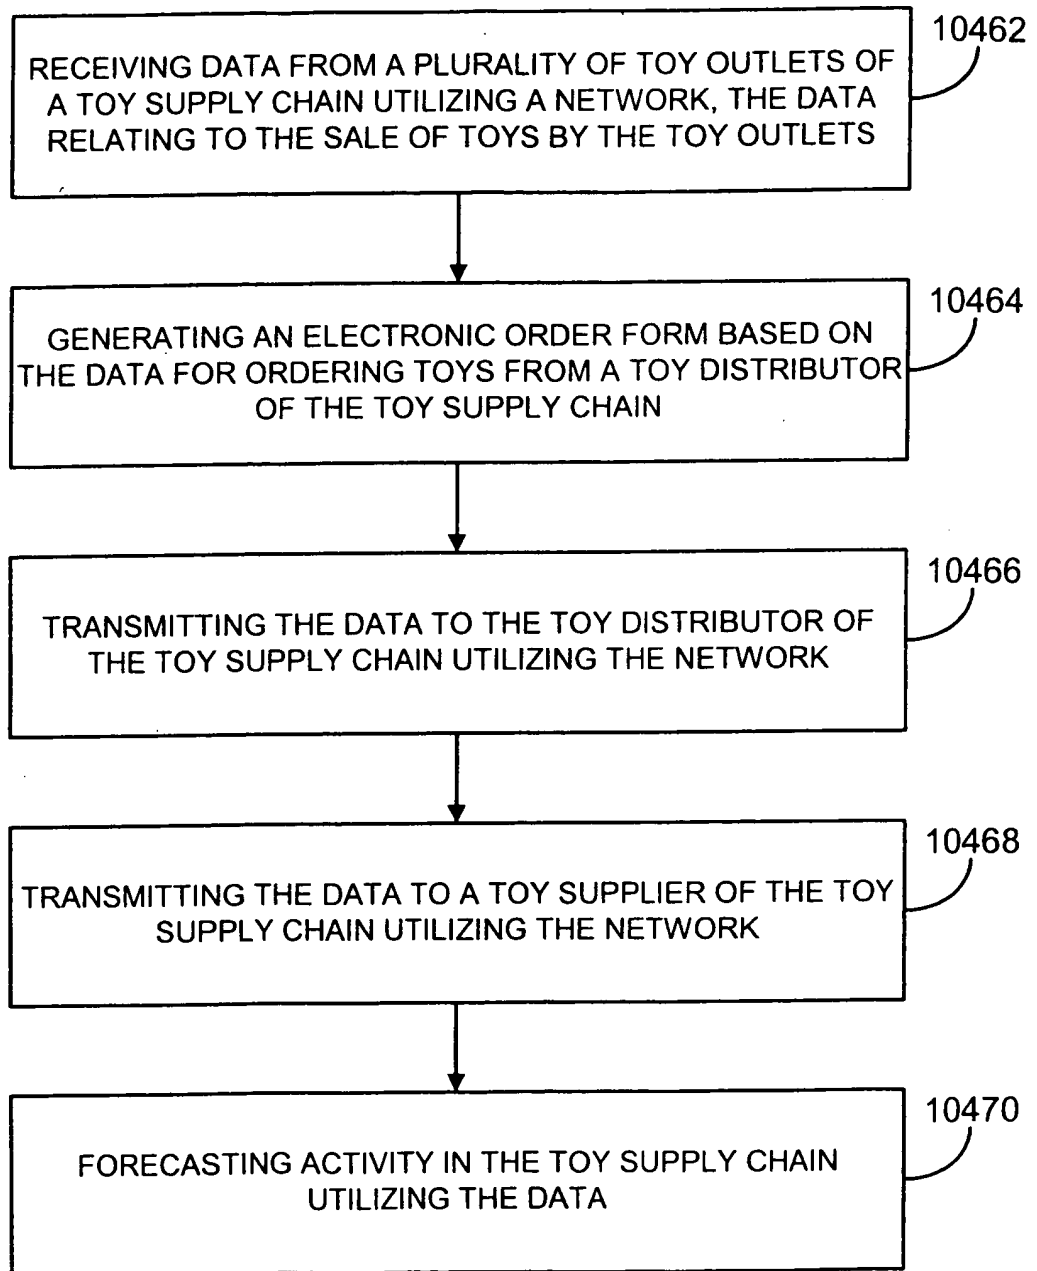 10462
RECEIVING DATA FROM A PLURALITY OF TOY OUTLETS OF
A TOY SUPPLY CHAIN UTILIZING A NETWORK, THE DATA
RELATING TO THE SALE OF TOYS BY THE TOY OUTLETS
10464
GENERATING AN ELECTRONIC ORDER FORM BASED ON
THE DATA FOR ORDERING TOYS FROM A TOY DISTRIBUTOR
OF THE TOY SUPPLY CHAIN
10466
TRANSMITTING THE DATA TO THE TOY DISTRIBUTOR OF
THE TOY SUPPLY CHAIN UTILIZING THE NETWORK
10468
TRANSMITTING THE DATA TO A TOY SUPPLIER OF THE TOY
SUPPLY CHAIN UTILIZING THE NETWORK
10470
FORECASTING ACTIVITY IN THE TOY SUPPLY CHAIN
UTILIZING THE DATA